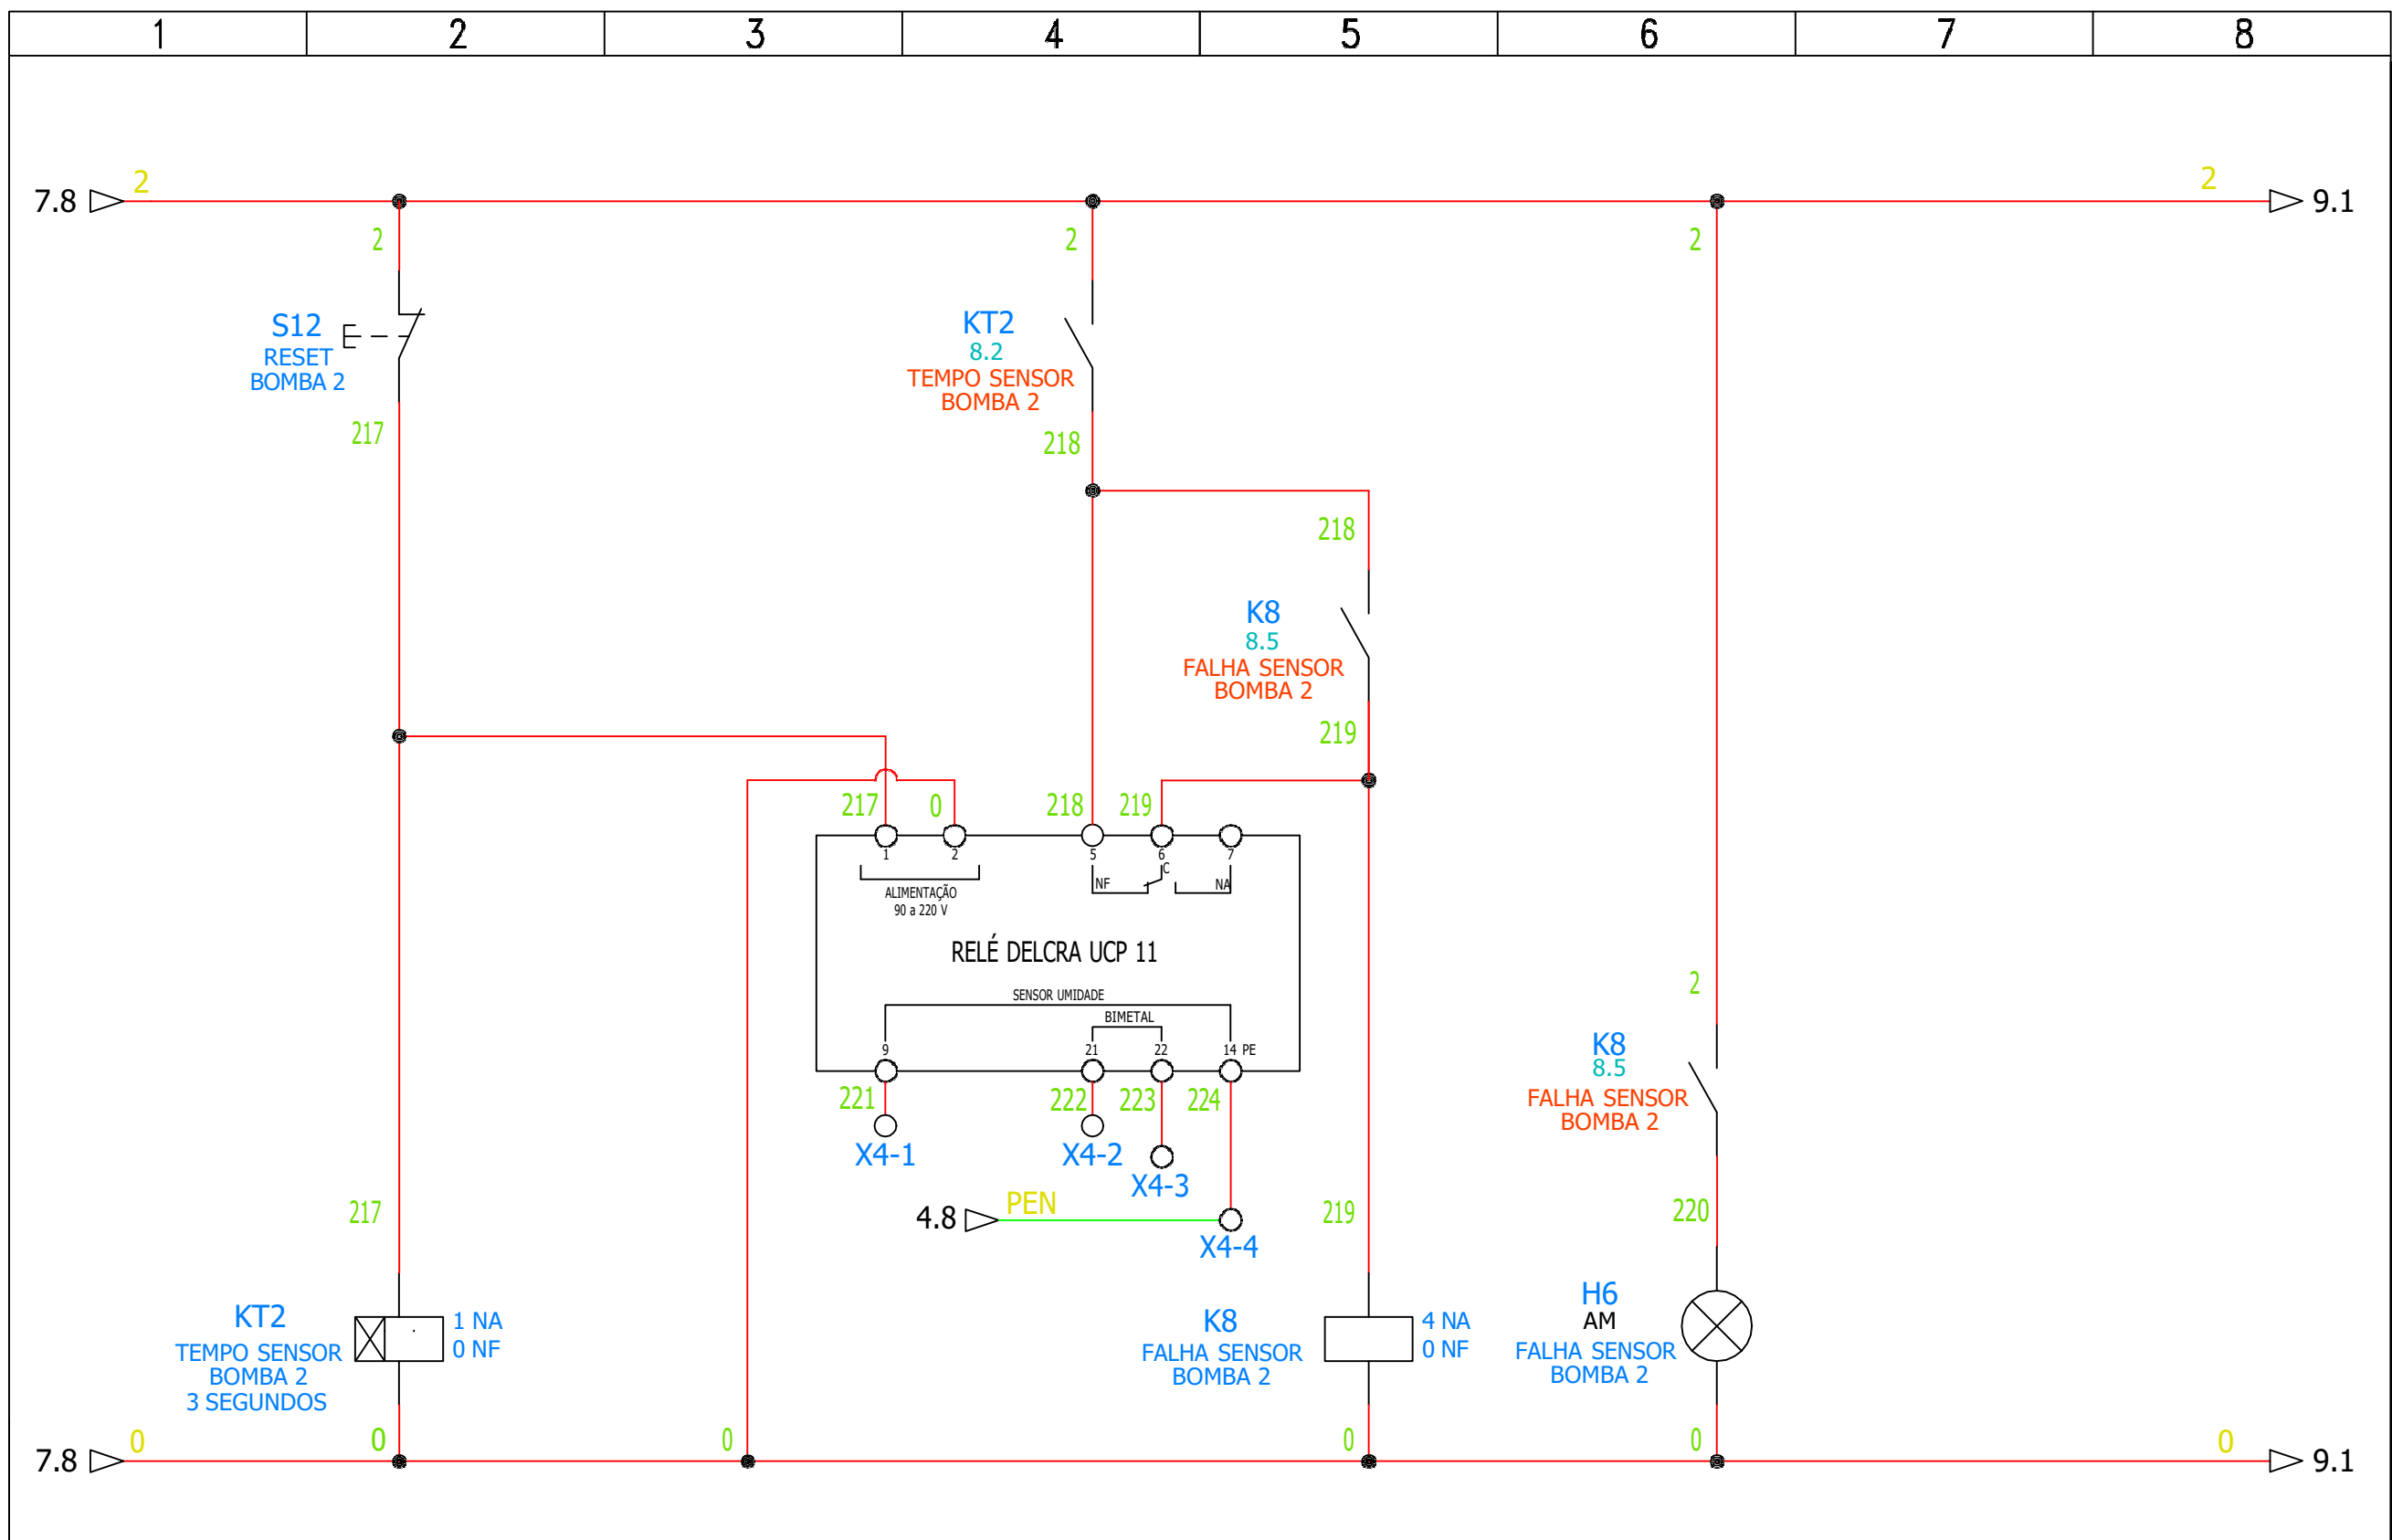 1 2 3 4 5 6 7 8
7.8 2 2 9.1
2 2 2
S12
RESET
BOMBA 2
KT2
8.2
TEMPO SENSOR
BOMBA 2
217
218
218
K8
8.5
FALHA SENSOR
BOMBA 2
219
217 0 218 219
1 2 5 6 7
C
NF NA
ALIMENTAÇÃO
90 a 220 V
RELÉ DELCRA UCP 11
SENSOR UMIDADE
BIMETAL
9 21 22 14 PE
221 222 223 224
X4-1 X4-2
X4-3
4.8 PEN
X4-4
2
K8
8.5
FALHA SENSOR
BOMBA 2
217
219
220
KT2
TEMPO SENSOR
BOMBA 2
3 SEGUNDOS
1 NA
0 NF
K8
FALHA SENSOR
BOMBA 2
4 NA
0 NF
H6
AM
FALHA SENSOR
BOMBA 2
7.8 0 0 0 0 0 0 9.1